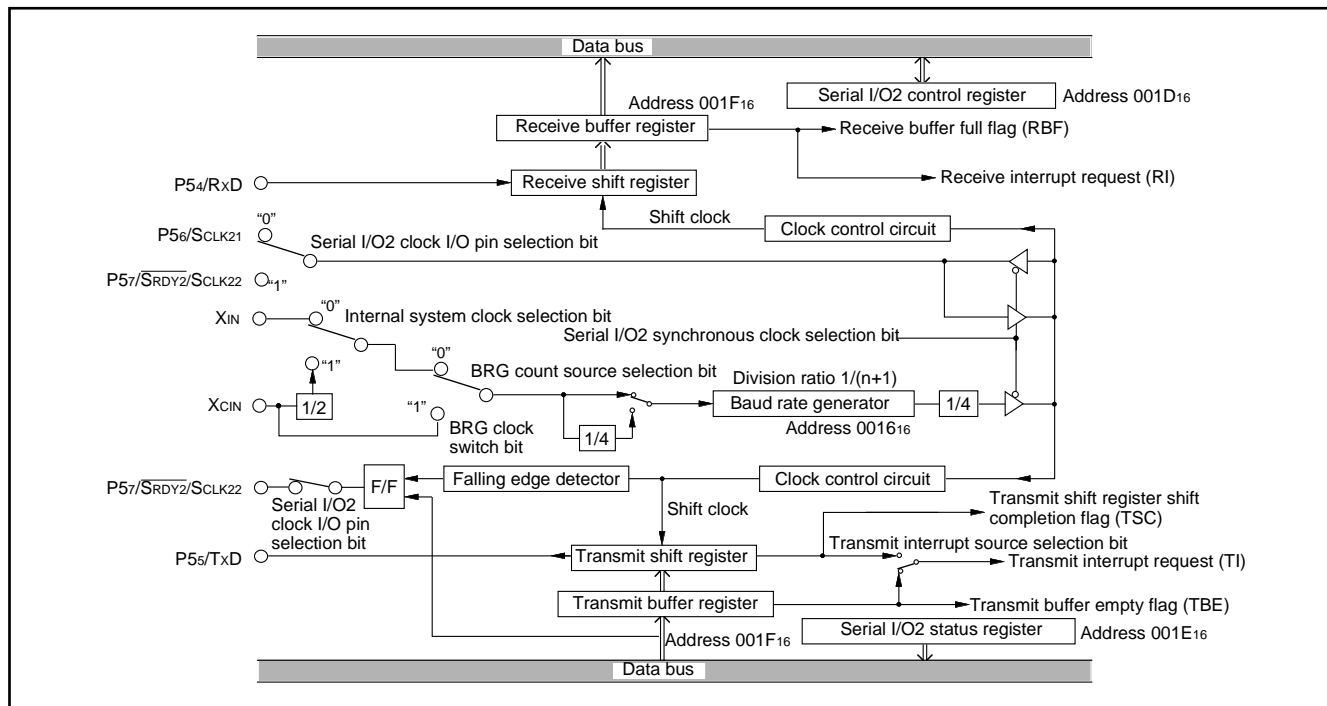 Data bus
Address 001F16
Serial I/O2 control register
Address 001D16
Receive buffer register
Receive buffer full flag (RBF)
P54/RXD
Receive shift register
Receive interrupt request (RI)
Shift clock
Clock control circuit
P56/SCLK21
“0”
Serial I/O2 clock I/O pin selection bit
P57/SRDY2/SCLK22
“1”
XIN
“0”
Internal system clock selection bit
Serial I/O2 synchronous clock selection bit
“1”
“0”
BRG count source selection bit
Division ratio 1/(n+1)
XCIN
1/2
“1”
BRG clock
switch bit
1/4
Baud rate generator
1/4
Address 001616
P57/SRDY2/SCLK22
F/F
Falling edge detector
Clock control circuit
Serial I/O2
clock I/O pin
selection bit
Shift clock
Transmit shift register shift
completion flag (TSC)
P55/TXD
Transmit shift register
Transmit interrupt source selection bit
Transmit interrupt request (TI)
Transmit buffer register
Transmit buffer empty flag (TBE)
Address 001F16
Serial I/O2 status register
Address 001E16
Data bus